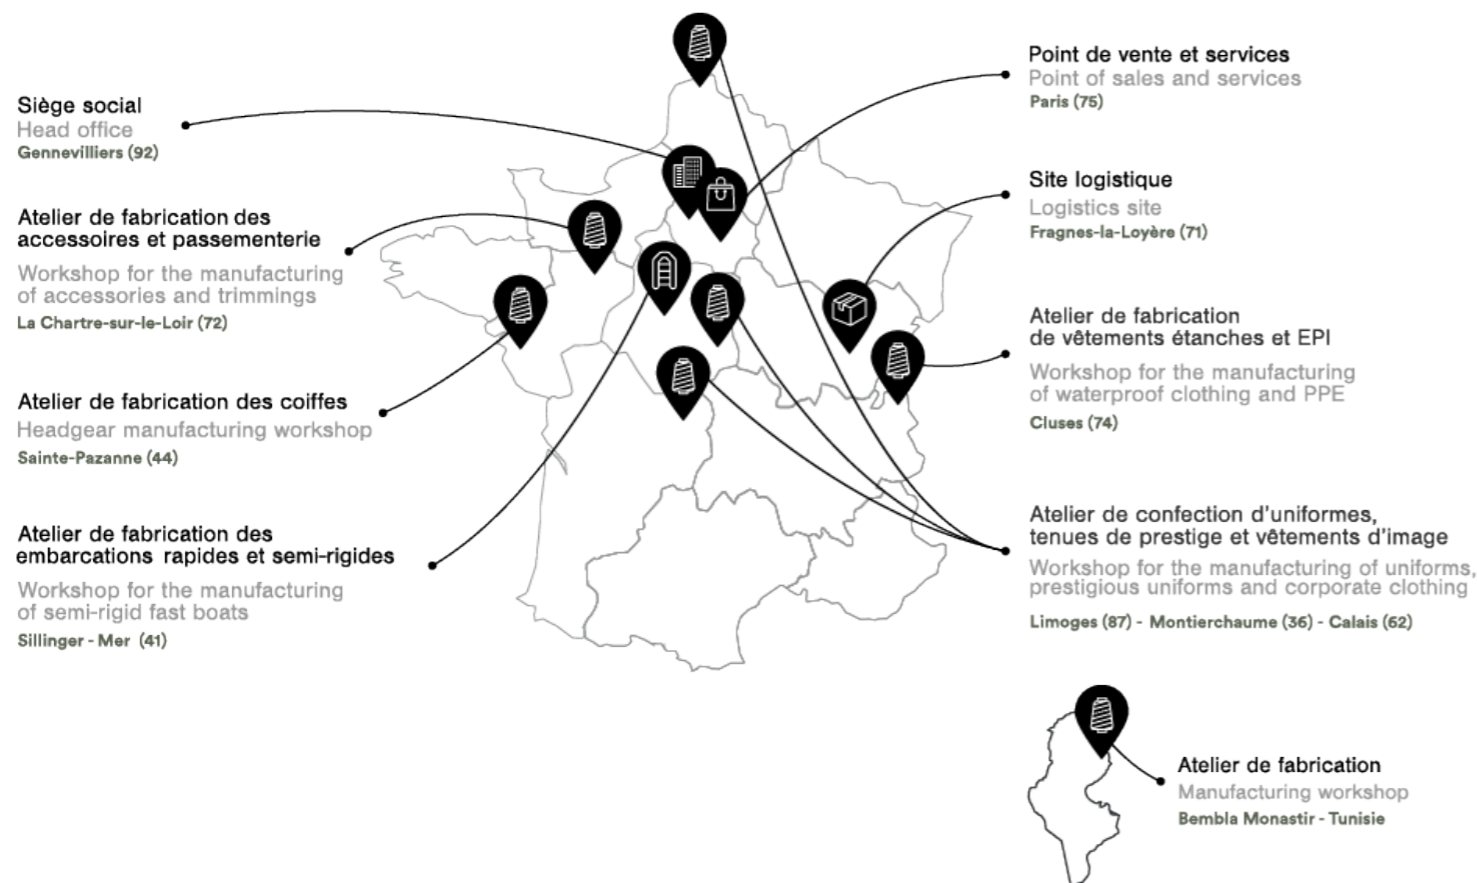 Siège social
Head office
Gennevilliers (92)
Atelier de fabrication des
accessoires et passementerie
Workshop for the manufacturing
of accessories and trimmings
La Chartre-sur-le-Loir (72)
Atelier de fabrication des coiffes
Headgear manufacturing workshop
Sainte-Pazanne (44)
Atelier de fabrication des
embarcations rapides et semi-rigides
Workshop for the manufacturing
of semi-rigid fast boats
Sillinger - Mer (41)
Point de vente et services
Point of sales and services
Paris (75)
Site logistique
Logistics site
Fragnes-la-Loyère (71)
Atelier de fabrication
de vêtements étanches et EPI
Workshop for the manufacturing
of waterproof clothing and PPE
Cluses (74)
Atelier de confection d'uniformes,
tenues de prestige et vêtements d'image
Workshop for the manufacturing of uniforms,
prestigious uniforms and corporate clothing
Limoges (87) - Montierchaume (36) - Calais (62)
Atelier de fabrication
Manufacturing workshop
Bembla Monastir - Tunisie